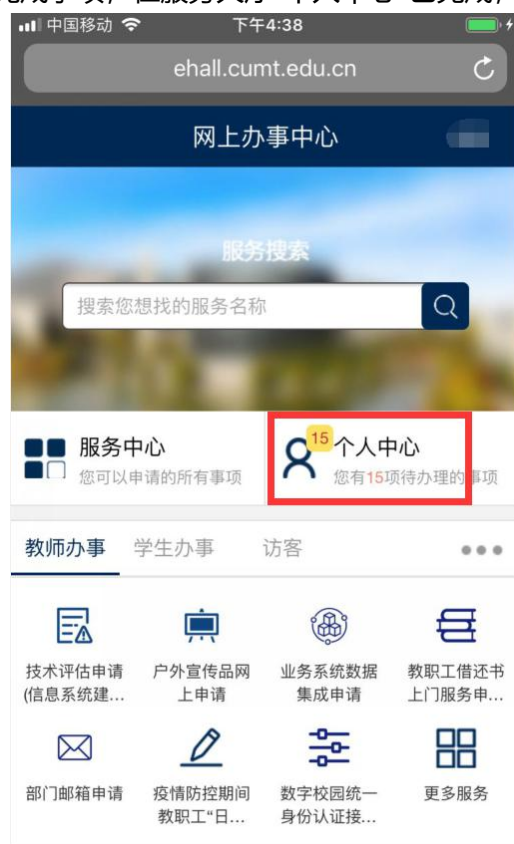 中国移动 下午4:38
ehall.cumt.edu.cn
网上办事中心
服务搜索
搜索您想找的服务名称
服务中心
您可以申请的所有事项
15 个人中心
您有15项待办理的事项
教师办事 学生办事 访客
技术评估申请 户外宣传品网 业务系统数据 教职工借还书
(信息系统建... 上申请 集成申请 上门服务申...
部门邮箱申请 疫情防控期间 数字校园统一 更多服务
教职工“日... 身份认证接...